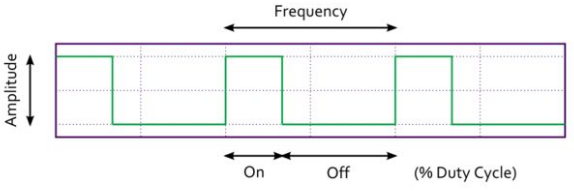 Frequency
Amplitude
On
Off
(% Duty Cycle)